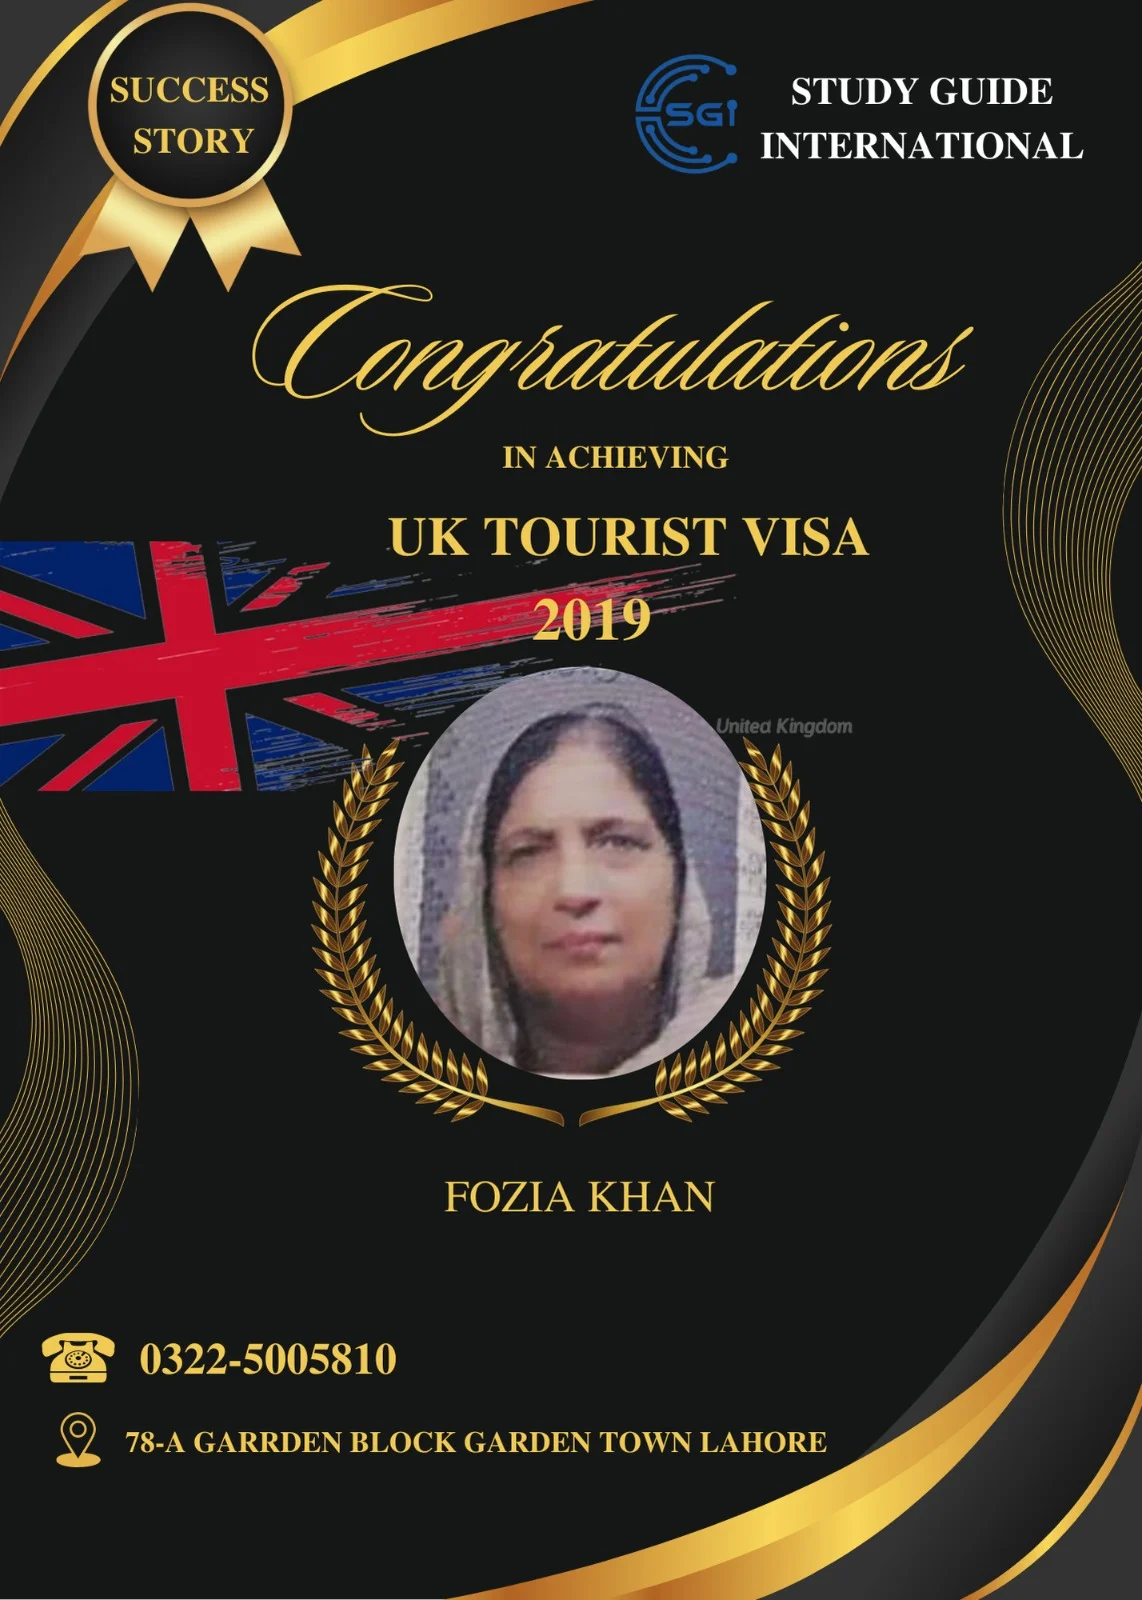 SUCCESS
STORY
SGI
STUDY GUIDE
INTERNATIONAL
Congratulations
IN ACHIEVING
UK TOURIST VISA
2019
United Kingdom
FOZIA KHAN
0322-5005810
78-A GARRDEN BLOCK GARDEN TOWN LAHORE